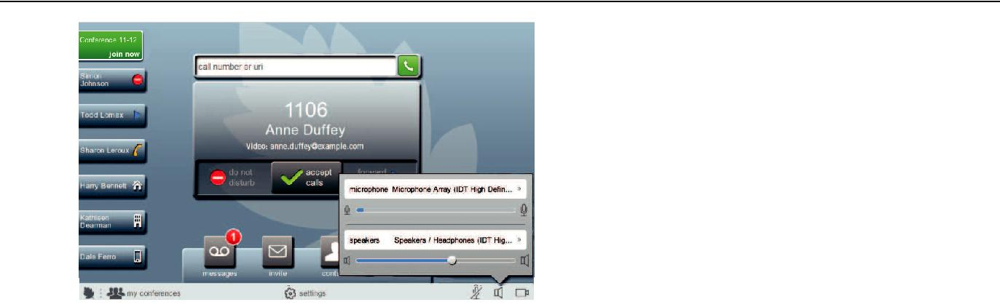 Conference 11-12
join now
Simon
Johnson
Todd Lomax
Sharon Leroux
Harry Bennett
Kathleen
Dearman
Dale Ferro
call number or uri
1106
Anne Duffey
Video: anne.duffey@example.com
do not
disturb
accept
calls
forward
microphone Microphone Array (IDT High Defin... »
speakers Speakers / Headphones (IDT Hig... »
1
messages
invite
conta
my conferences
settings